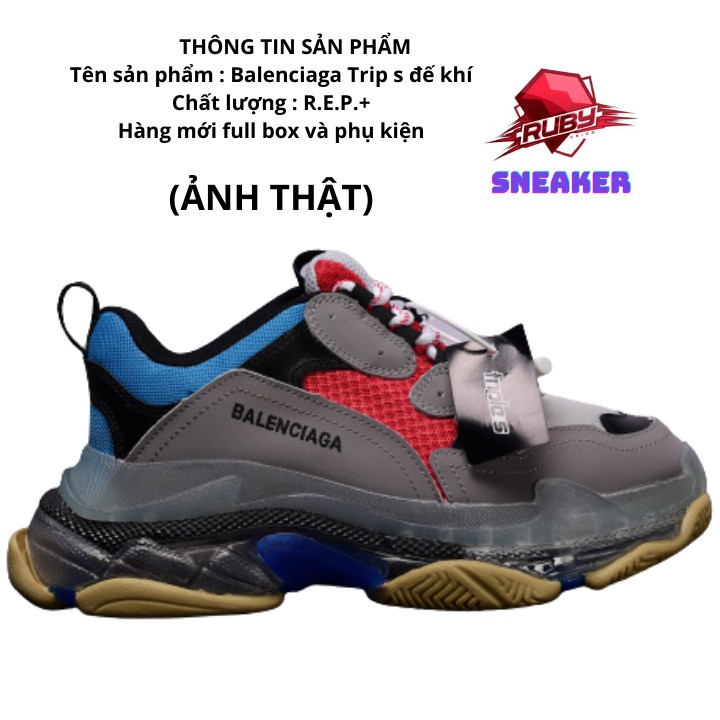 THÔNG TIN SẢN PHẨM
Tên sản phẩm : Balenciaga Trip s đế khí
Chất lượng : R.E.P.+
Hàng mới full box và phụ kiện
RUBY
SNEAKER
(ẢNH THẬT)
BALENCIAGA
triple s